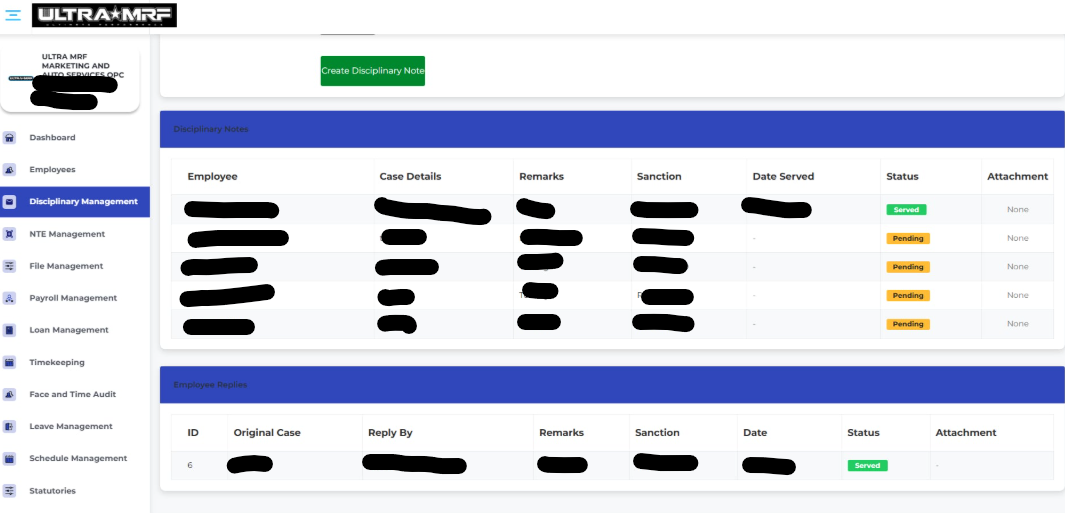 ULTRA★MRF
ULTRA MRF
MARKETING AND
AUTO SERVICES OPC
Dashboard
Employees
Disciplinary Management
NTE Management
File Management
Payroll Management
Loan Management
Timekeeping
Face and Time Audit
Leave Management
Schedule Management
Statutories
Create Disciplinary Note
Disciplinary Notes
Employee Case Details Remarks Sanction Date Served Status Attachment
Served None
- Pending None
- Pending None
- Pending None
- Pending None
Employee Replies
ID Original Case Reply By Remarks Sanction Date Status Attachment
6 Served -